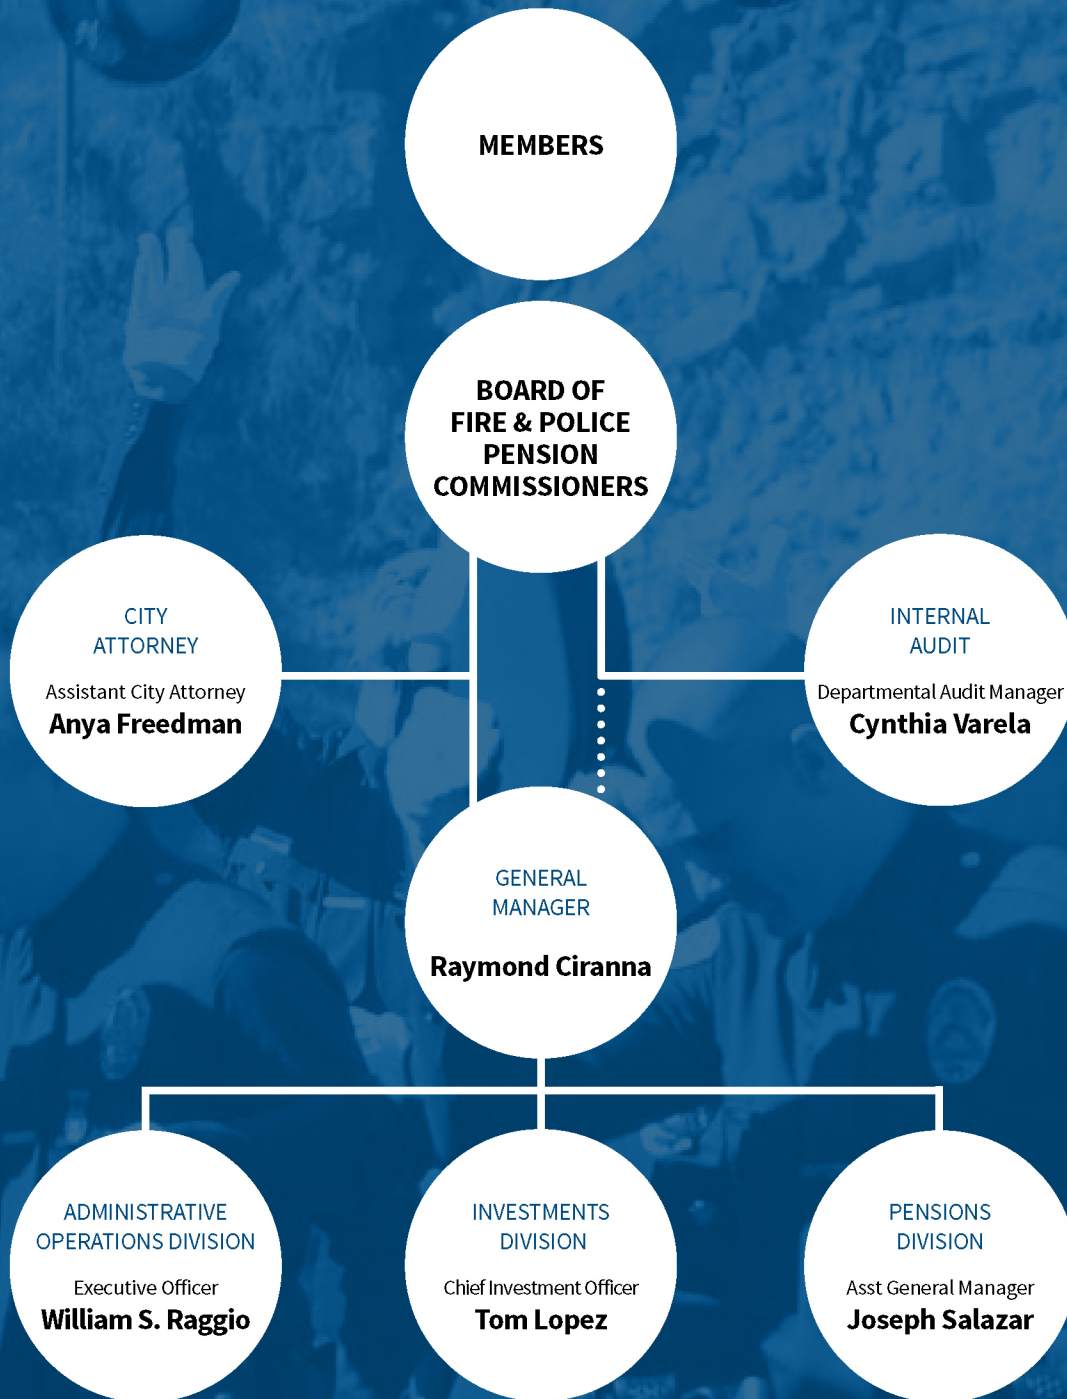 MEMBERS
BOARD OF
FIRE & POLICE
PENSION
COMMISSIONERS
CITY
ATTORNEY
Assistant City Attorney
Anya Freedman
INTERNAL
AUDIT
Departmental Audit Manager
Cynthia Varela
GENERAL
MANAGER
Raymond Ciranna
ADMINISTRATIVE
OPERATIONS DIVISION
Executive Officer
William S. Raggio
INVESTMENTS
DIVISION
Chief Investment Officer
Tom Lopez
PENSIONS
DIVISION
Asst General Manager
Joseph Salazar